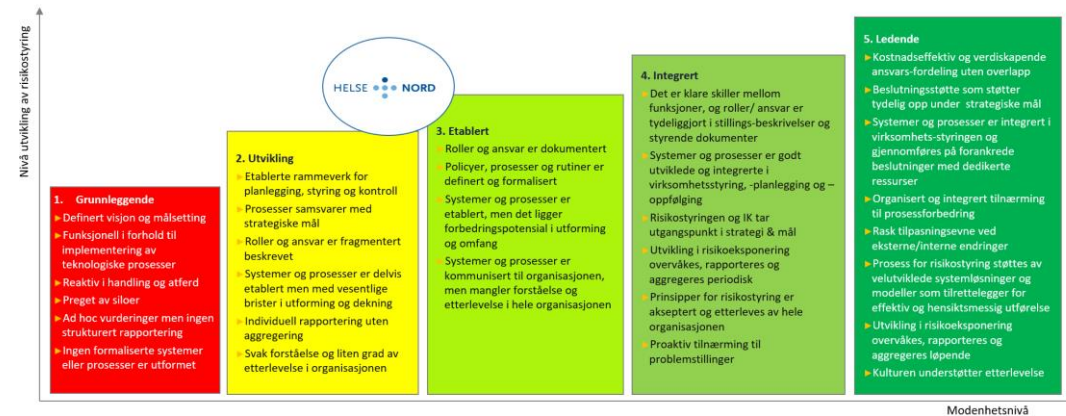 Nivå utvikling av risikostyring
HELSE NORD
1. Grunnleggende
►Definert visjon og målsetting
►Funksjonell i forhold til
implementering av
teknologiske prosesser
►Reaktiv i handling og atferd
►Preget av siloer
►Ad hoc vurderinger men ingen
strukturert rapportering
►Ingen formaliserte systemer
eller prosesser er utformet
2. Utvikling
►Etablerte rammeverk for
planlegging, styring og kontroll
►Prosesser samsvarer med
strategiske mål
►Roller og ansvar er fragmentert
beskrevet
►Systemer og prosesser er delvis
etablert men med vesentlige
brister i utforming og dekning
►Individuell rapportering uten
aggregering
►Svak forståelse og liten grad av
etterlevelse i organisasjonen
3. Etablert
►Roller og ansvar er dokumentert
►Policyer, prosesser og rutiner er
definert og formalisert
►Systemer og prosesser er
etablert, men det ligger
forbedringspotensial i utforming
og omfang
►Systemer og prosesser er
kommunisert til organisasjonen,
men mangler forståelse og
etterlevelse i hele organisasjonen
4. Integrert
►Det er klare skiller mellom
funksjoner, og roller/ ansvar er
tydeliggjort i stillings-beskrivelser og
styrende dokumenter
►Systemer og prosesser er godt
utviklede og integrerte i
virksomhetsstyring, -planlegging og –
oppfølging
►Risikostyringen og IK tar
utgangspunkt i strategi & mål
►Utvikling i risikoeksponering
overvåkes, rapporteres og
aggregeres periodisk
►Prinsipper for risikostyring er
akseptert og etterleves av hele
organisasjonen
►Proaktiv tilnærming til
problemstillinger
5. Ledende
►Kostnadseffektiv og verdiskapende
ansvars-fordeling uten overlapp
►Beslutningsstøtte som støtter
tydelig opp under strategiske mål
►Systemer og prosesser er integrert i
virksomhets-styringen og
gjennomføres på forankrede
beslutninger med dedikerte
ressurser
►Organisert og integrert tilnærming
til prosessforbedring
►Rask tilpasningsevne ved
eksterne/interne endringer
►Prosess for risikostyring støttes av
velutviklede systemløsninger og
modeller som tilrettelegger for
effektiv og hensiktsmessig utførelse
►Utvikling i risikoeksponering
overvåkes, rapporteres og
aggregeres løpende
►Kulturen understøtter etterlevelse
Modenhetsnivå